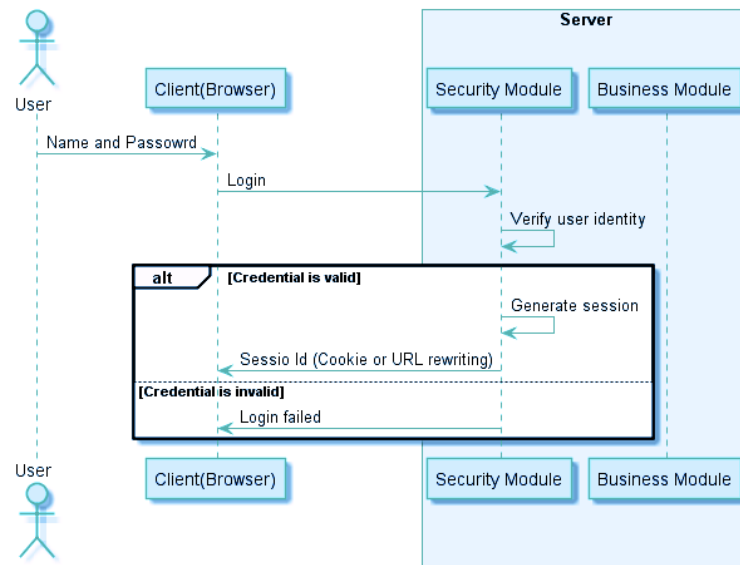 Server
User
Client(Browser)
Security Module
Business Module
Name and Passowrd
Login
Verify user identity
alt
[Credential is valid]
Generate session
Sessio Id (Cookie or URL rewriting)
[Credential is invalid]
Login failed
User
Client(Browser)
Security Module
Business Module